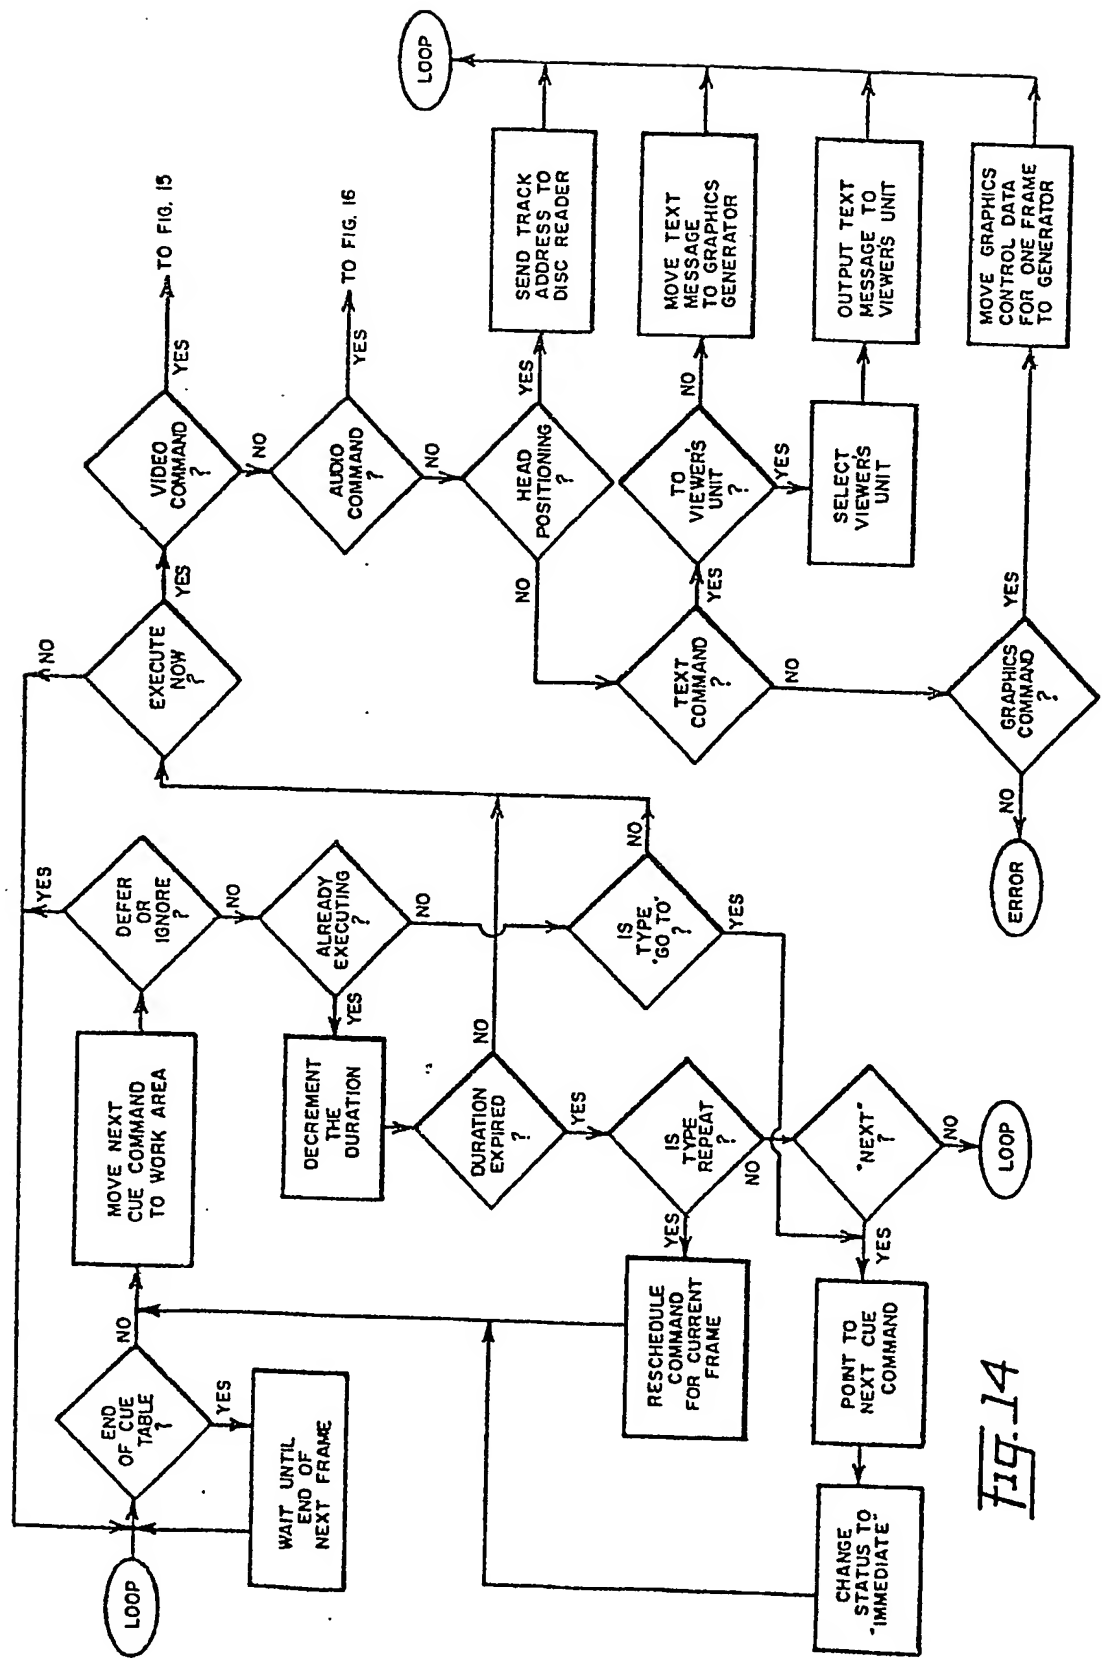 LOOP
END
OF CUE
TABLE
?
NO
YES
WAIT UNTIL
END OF
NEXT FRAME
MOVE NEXT
CUE COMMAND
TO WORK AREA
DEFER
OR
IGNORE
?
YES
NO
ALREADY
EXECUTING
?
YES
NO
DECREMENT
THE
DURATION
DURATION
EXPIRED
?
NO
YES
IS
TYPE
REPEAT
?
YES
NO
RESCHEDULE
COMMAND
FOR CURRENT
FRAME
IS
TYPE
"GO TO"
?
NO
YES
"NEXT"
?
NO
LOOP
YES
POINT TO
NEXT CUE
COMMAND
CHANGE
STATUS TO
"IMMEDIATE"
EXECUTE
NOW
?
NO
YES
VIDEO
COMMAND
?
YES
TO FIG. 15
NO
AUDIO
COMMAND
?
YES
TO FIG. 16
NO
HEAD
POSITIONING
?
YES
SEND TRACK
ADDRESS TO
DISC READER
NO
TEXT
COMMAND
?
YES
TO
VIEWER'S
UNIT
?
NO
MOVE TEXT
MESSAGE
TO GRAPHICS
GENERATOR
YES
SELECT
VIEWER'S
UNIT
OUTPUT TEXT
MESSAGE TO
VIEWER'S UNIT
NO
GRAPHICS
COMMAND
?
YES
MOVE GRAPHICS
CONTROL DATA
FOR ONE FRAME
TO GENERATOR
NO
ERROR
LOOP
Fig. 14